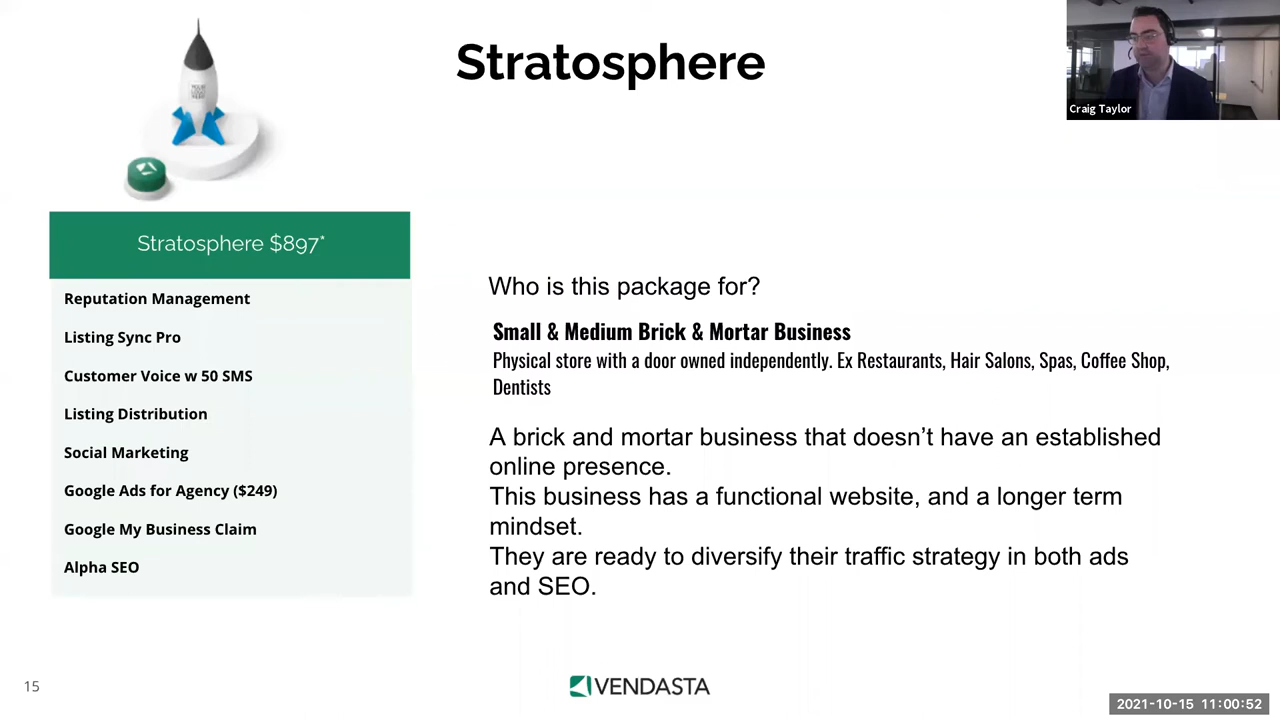 Stratosphere
Craig Taylor
Stratosphere $897*
Reputation Management
Listing Sync Pro
Customer Voice w 50 SMS
Listing Distribution
Social Marketing
Google Ads for Agency ($249)
Google My Business Claim
Alpha SEO
Who is this package for?
Small & Medium Brick & Mortar Business
Physical store with a door owned independently. Ex Restaurants, Hair Salons, Spas, Coffee Shop,
Dentists
A brick and mortar business that doesn’t have an established
online presence.
This business has a functional website, and a longer term
mindset.
They are ready to diversify their traffic strategy in both ads
and SEO.
15
VENDASTA
2021-10-15 11:00:52